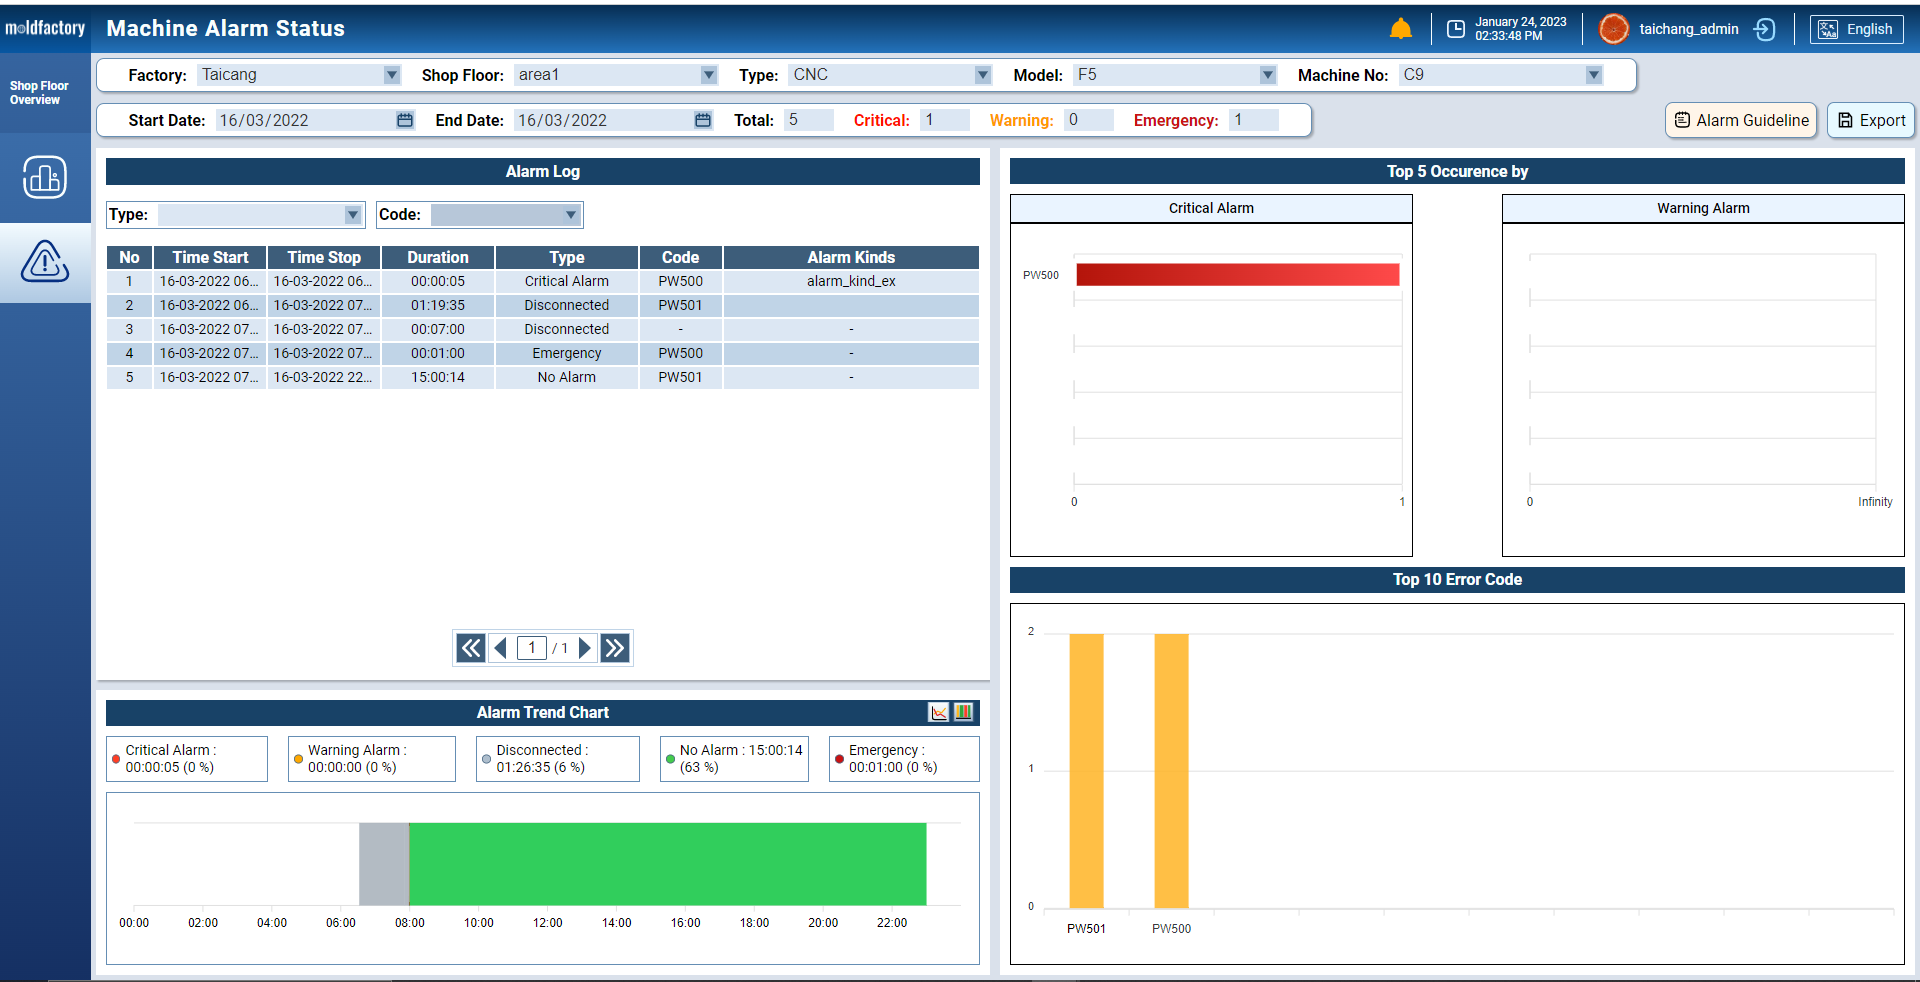 moldfactory
Machine Alarm Status
January 24, 2023
02:33:48 PM
taichang_admin
English
Shop Floor
Overview
Factory: Taicang
Shop Floor: area1
Type: CNC
Model: F5
Machine No: C9
Start Date: 16/03/2022
End Date: 16/03/2022
Total: 5
Critical: 1
Warning: 0
Emergency: 1
Alarm Guideline
Export
Alarm Log
Type:
Code:
No Time Start Time Stop Duration Type Code Alarm Kinds
1 16-03-2022 06... 16-03-2022 06... 00:00:05 Critical Alarm PW500 alarm_kind_ex
2 16-03-2022 06... 16-03-2022 07... 01:19:35 Disconnected PW501
3 16-03-2022 07... 16-03-2022 07... 00:07:00 Disconnected - -
4 16-03-2022 07... 16-03-2022 07... 00:01:00 Emergency PW500 -
5 16-03-2022 07... 16-03-2022 22... 15:00:14 No Alarm PW501 -
1 / 1
Alarm Trend Chart
Critical Alarm :
00:00:05 (0 %)
Warning Alarm :
00:00:00 (0 %)
Disconnected :
01:26:35 (6 %)
No Alarm : 15:00:14
(63 %)
Emergency :
00:01:00 (0 %)
00:00 02:00 04:00 06:00 08:00 10:00 12:00 14:00 16:00 18:00 20:00 22:00
Top 5 Occurence by
Critical Alarm
PW500
0 1
Warning Alarm
0 Infinity
Top 10 Error Code
2
1
0
PW501 PW500